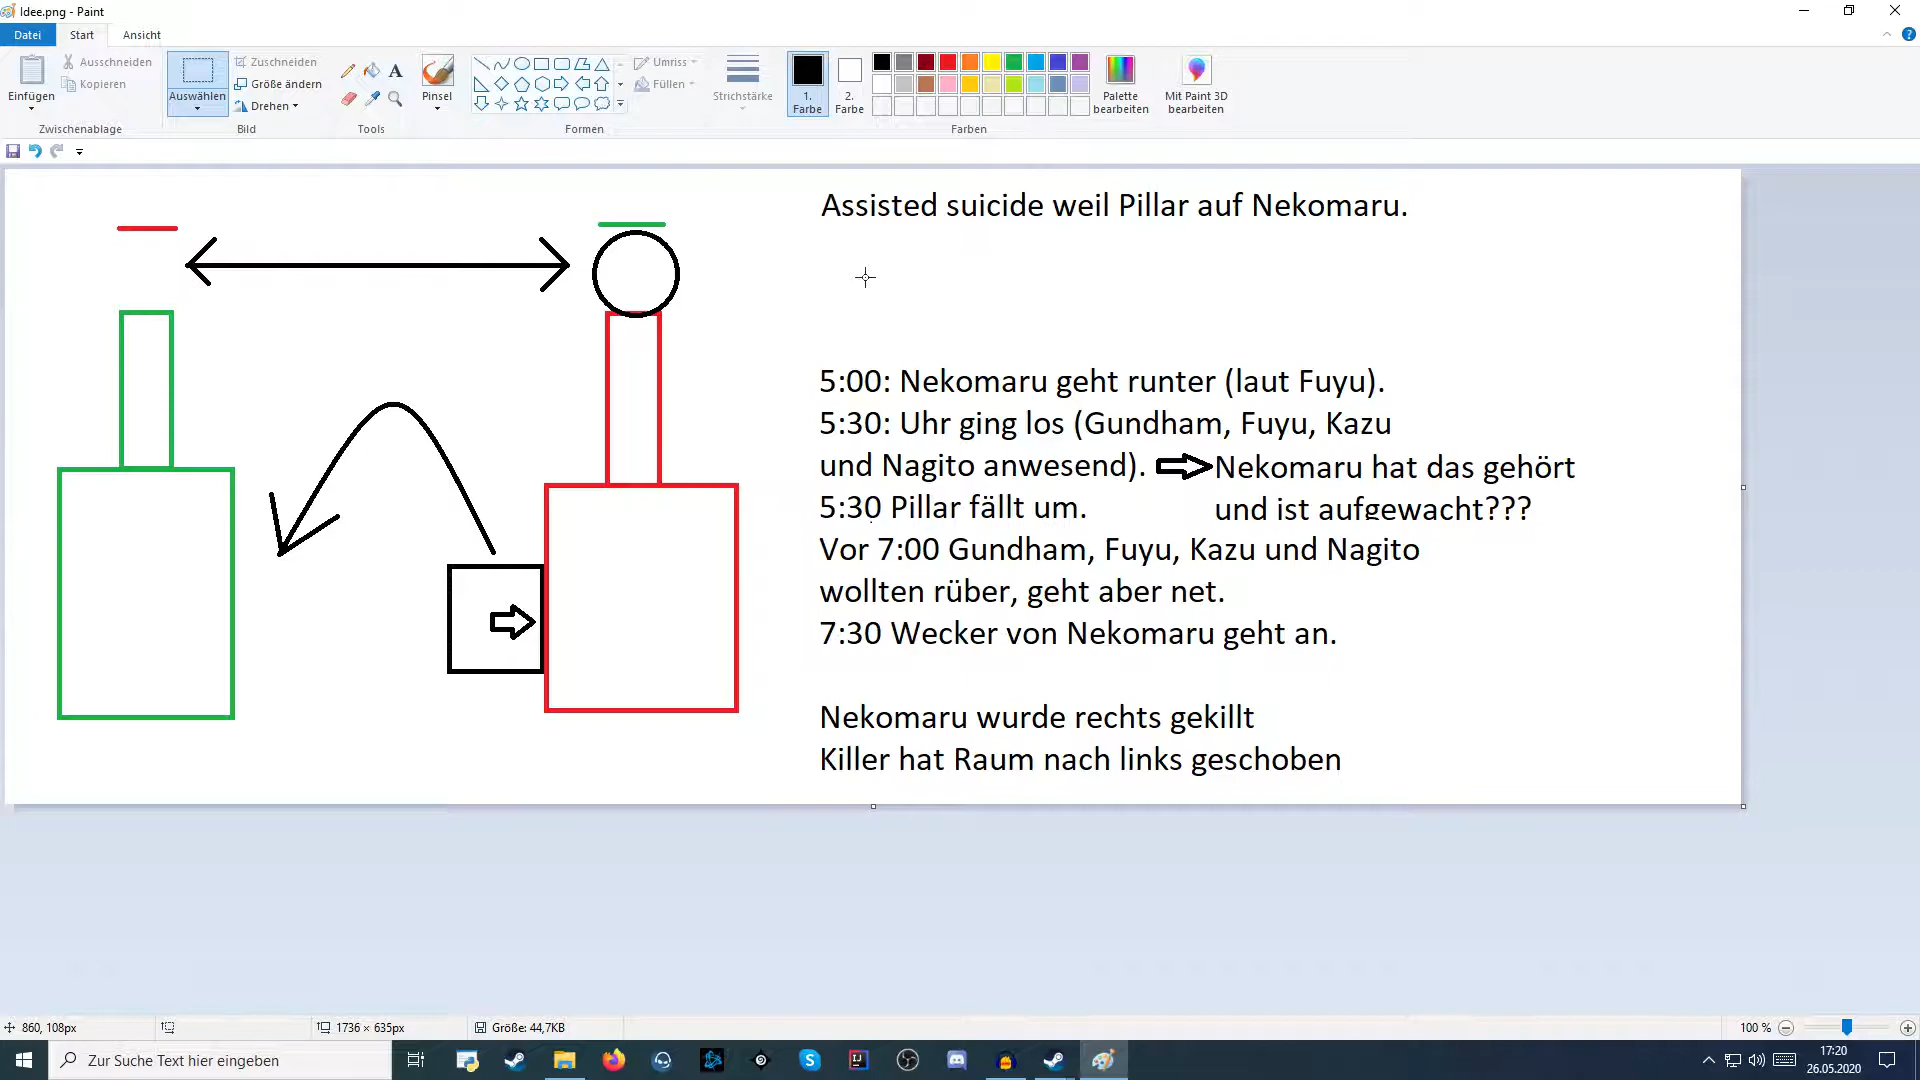 Idee.png - Paint
Datei Start Ansicht
Einfügen
Ausschneiden
Kopieren
Zwischenablage
Auswählen
Zuschneiden
Größe ändern
Drehen
Bild
A
Tools
Pinsel
Umriss
Füllen
Formen
Strichstärke
1.
Farbe
2.
Farbe
Palette
bearbeiten
Mit Paint 3D
bearbeiten
Farben
Assisted suicide weil Pillar auf Nekomaru.
5:00: Nekomaru geht runter (laut Fuyu).
5:30: Uhr ging los (Gundham, Fuyu, Kazu
und Nagito anwesend).
Nekomaru hat das gehört
und ist aufgewacht???
5:30 Pillar fällt um.
Vor 7:00 Gundham, Fuyu, Kazu und Nagito
wollten rüber, geht aber net.
7:30 Wecker von Nekomaru geht an.
Nekomaru wurde rechts gekillt
Killer hat Raum nach links geschoben
860, 108px
1736 × 635px
Größe: 44,7KB
100 %
Zur Suche Text hier eingeben
17:20
26.05.2020